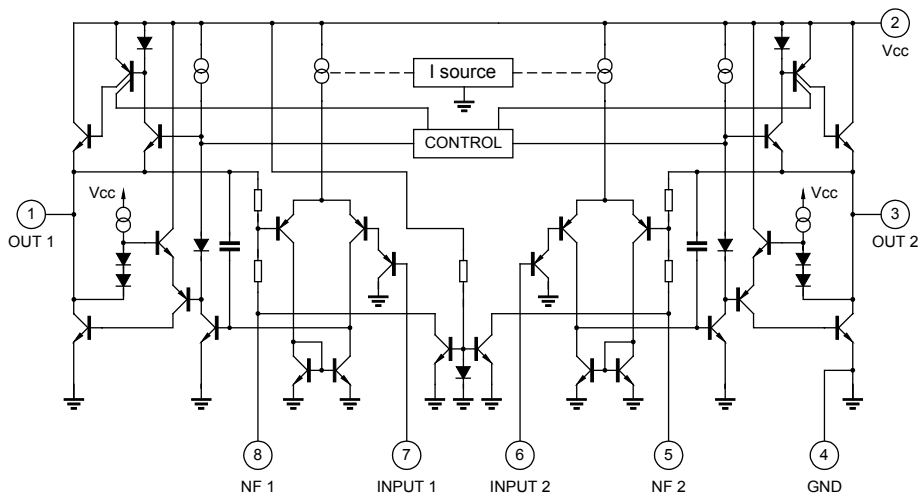 2
Vcc
I source
CONTROL
1
OUT 1
Vcc
Vcc
3
OUT 2
8
NF 1
7
INPUT 1
6
INPUT 2
5
NF 2
4
GND